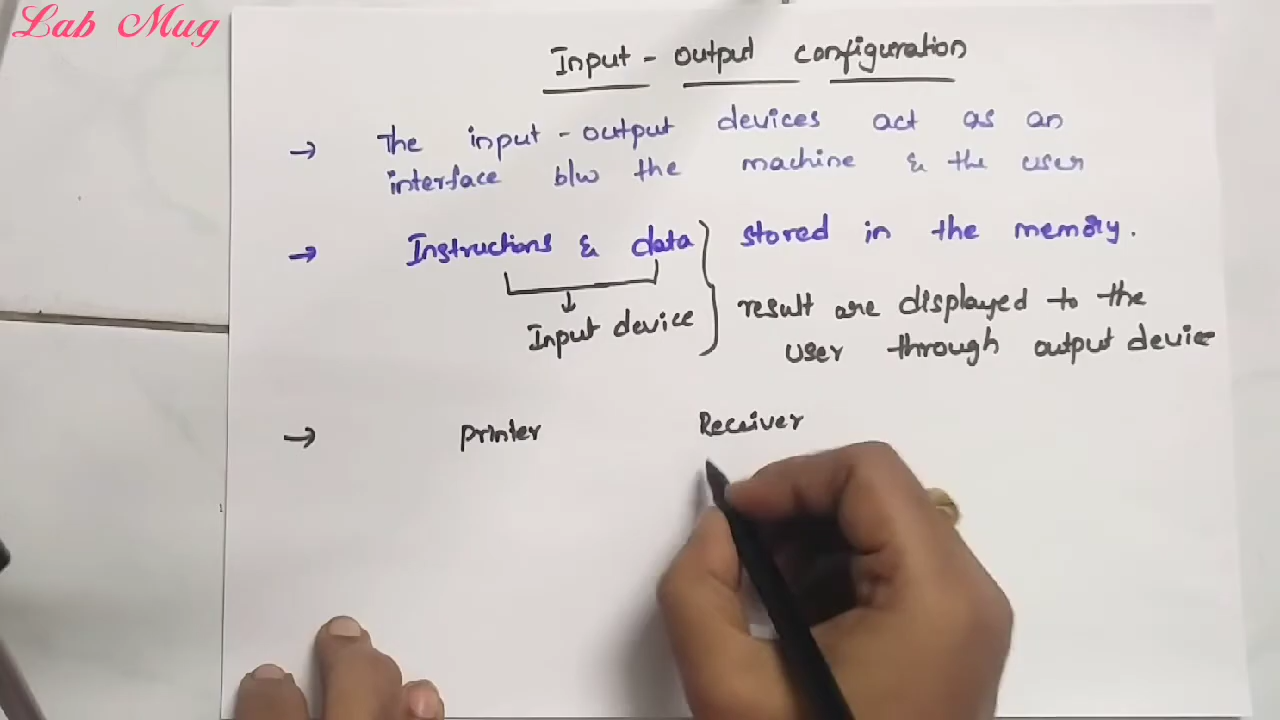 Lab Mug
Input - output configuration
→ The input - output devices act as an
interface b/w the machine & the user
→ Instructions & data } stored in the memory.
Input device
result are displayed to the
user through output device
→ printer Receiver